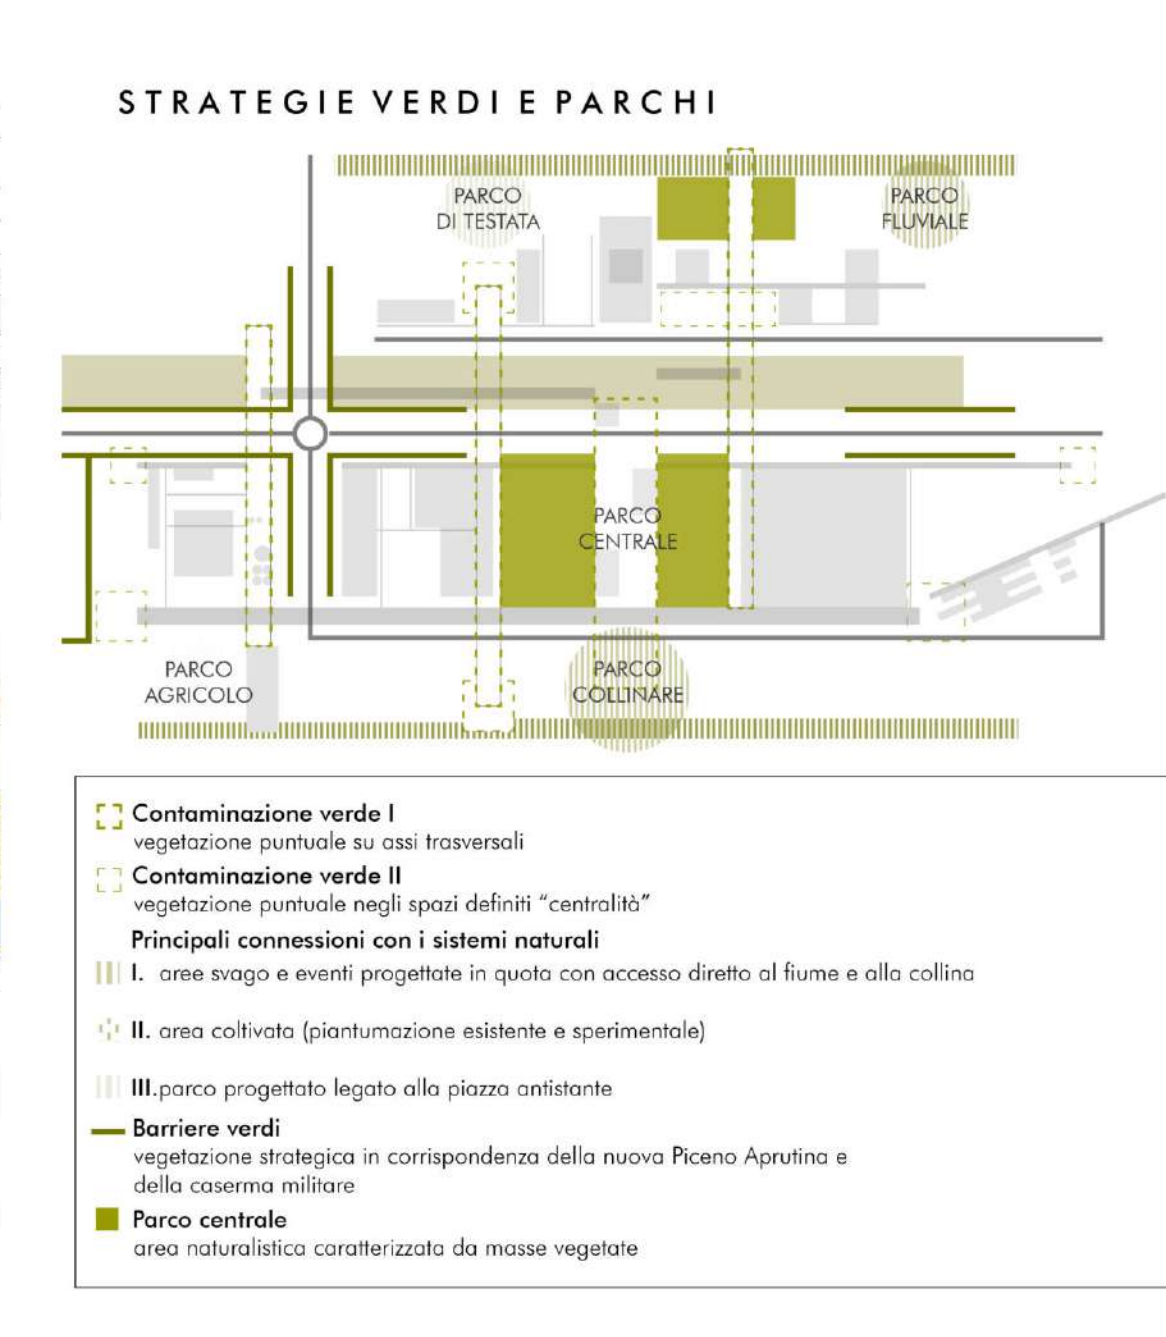 STRATEGIE VERDI E PARCHI
PARCO
DI TESTATA
PARCO
FLUVIALE
PARCO
CENTRALE
PARCO
AGRICOLO
PARCO
COLLINARE
Contaminazione verde I
vegetazione puntuale su assi trasversali
Contaminazione verde II
vegetazione puntuale negli spazi definiti “centralità”
Principali connessioni con i sistemi naturali
I. aree svago e eventi progettate in quota con accesso diretto al fiume e alla collina
II. area coltivata (piantumazione esistente e sperimentale)
III.parco progettato legato alla piazza antistante
Barriere verdi
vegetazione strategica in corrispondenza della nuova Piceno Aprutina e
della caserma militare
Parco centrale
area naturalistica caratterizzata da masse vegetate